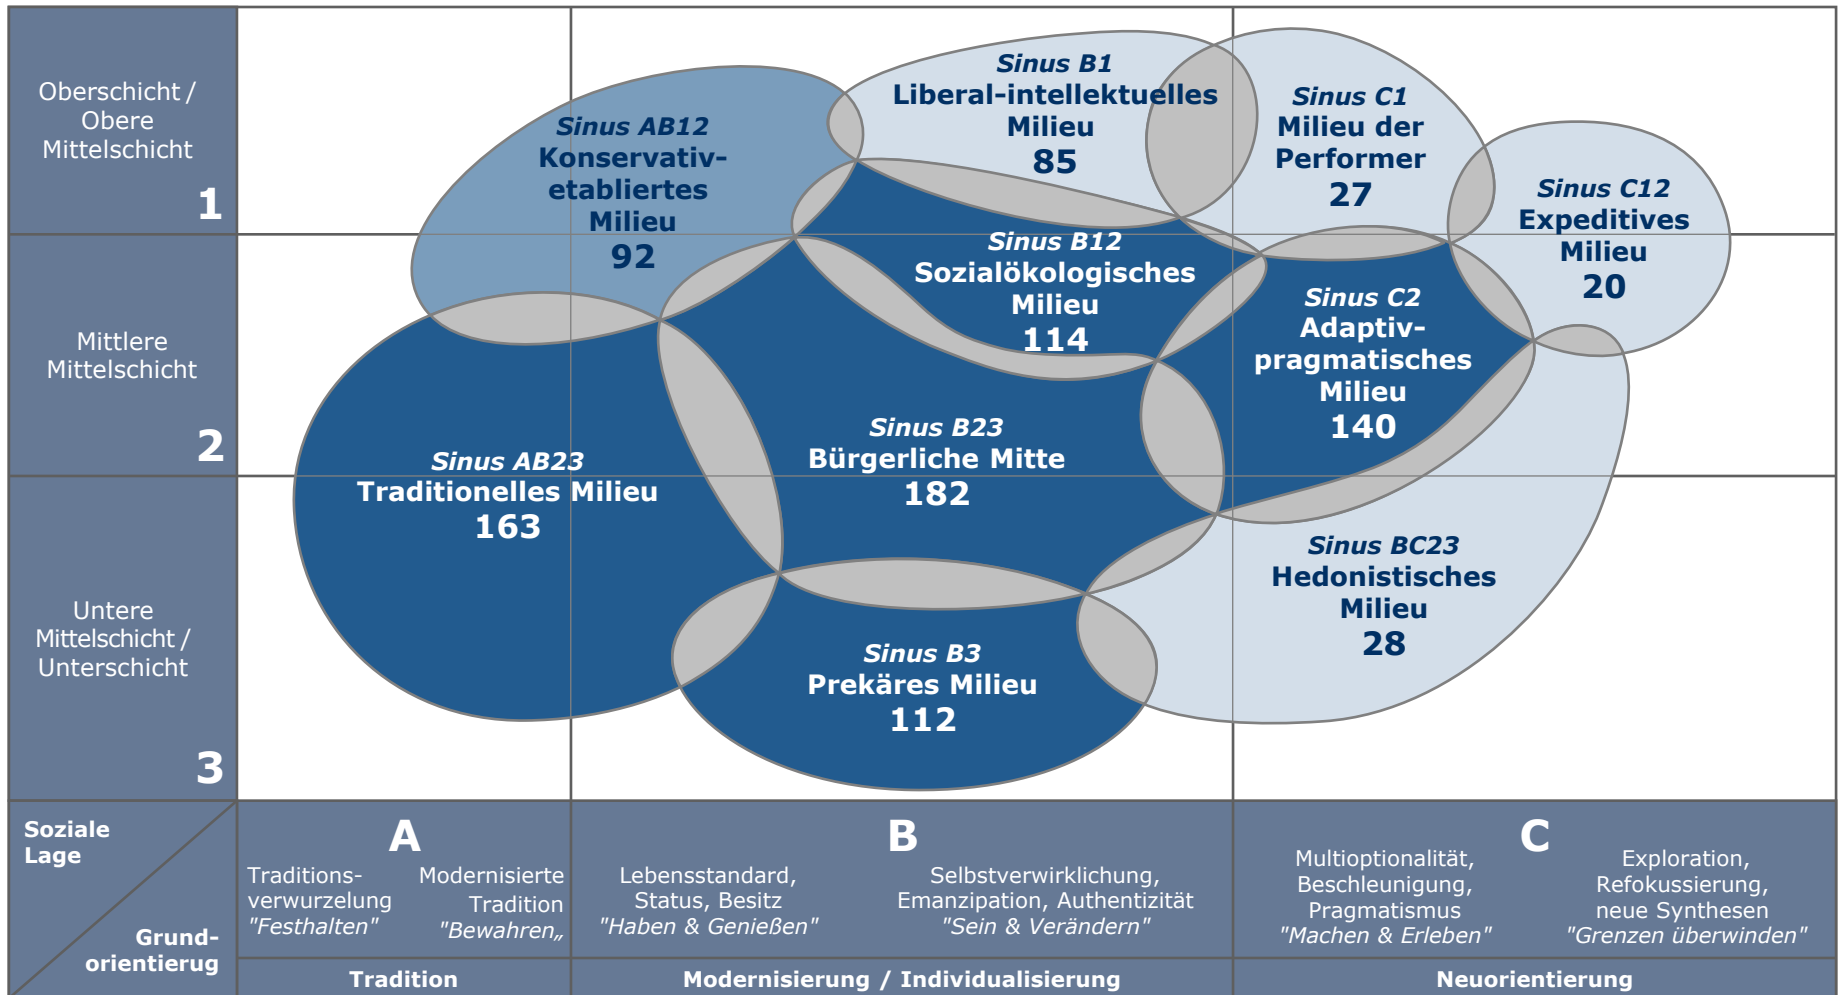 Oberschicht /
Obere
Mittelschicht
1
Mittlere
Mittelschicht
2
Untere
Mittelschicht /
Unterschicht
3
Sinus AB12
Konservativ-
etabliertes
Milieu
92
Sinus B1
Liberal-intellektuelles
Milieu
85
Sinus C1
Milieu der
Performer
27
Sinus C12
Expeditives
Milieu
20
Sinus B12
Sozialökologisches
Milieu
114
Sinus C2
Adaptiv-
pragmatisches
Milieu
140
Sinus AB23
Traditionelles Milieu
163
Sinus B23
Bürgerliche Mitte
182
Sinus BC23
Hedonistisches
Milieu
28
Sinus B3
Prekäres Milieu
112
Soziale
Lage
Grund-
orientierug
A
Traditions-
verwurzelung
"Festhalten"
Modernisierte
Tradition
"Bewahren„
B
Lebensstandard,
Status, Besitz
"Haben & Genießen"
Selbstverwirklichung,
Emanzipation, Authentizität
"Sein & Verändern"
C
Multioptionalität,
Beschleunigung,
Pragmatismus
"Machen & Erleben"
Exploration,
Refokussierung,
neue Synthesen
"Grenzen überwinden"
Tradition
Modernisierung / Individualisierung
Neuorientierung